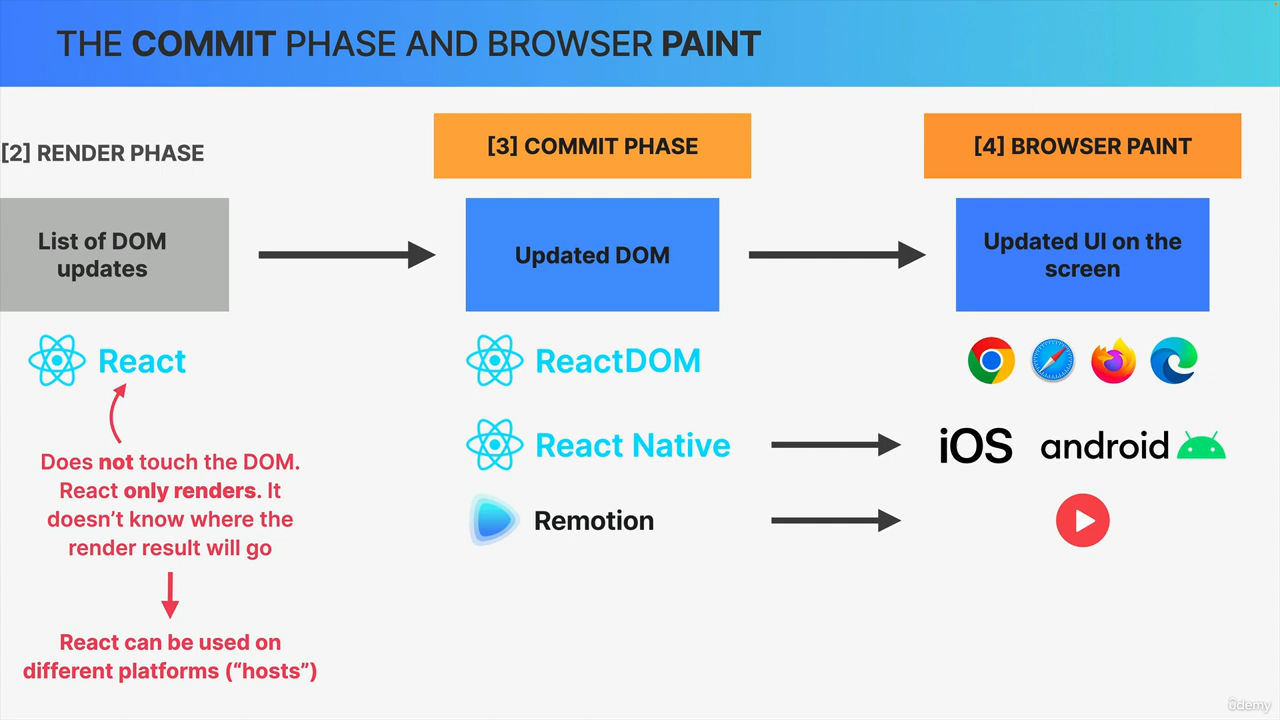 THE COMMIT PHASE AND BROWSER PAINT
[2] RENDER PHASE
[3] COMMIT PHASE
[4] BROWSER PAINT
List of DOM
updates
Updated DOM
Updated UI on the
screen
React
ReactDOM
React Native
iOS
android
Remotion
Does not touch the DOM.
React only renders. It
doesn’t know where the
render result will go
React can be used on
different platforms (“hosts”)
ûdemy